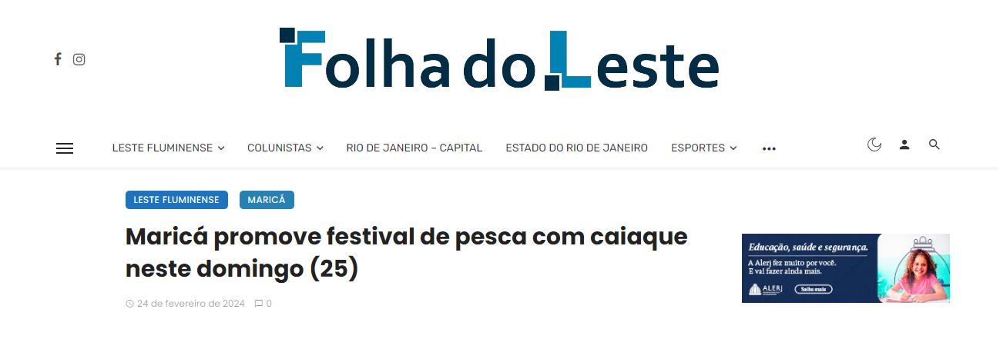 Folha do Leste
LESTE FLUMINENSE
COLUNISTAS
RIO DE JANEIRO – CAPITAL
ESTADO DO RIO DE JANEIRO
ESPORTES
LESTE FLUMINENSE
MARICÁ
Maricá promove festival de pesca com caiaque
neste domingo (25)
24 de fevereiro de 2024
0
Educação, saúde e segurança.
A Alerj fez muito por você.
E vai fazer ainda mais.
ALERJ
Saiba mais